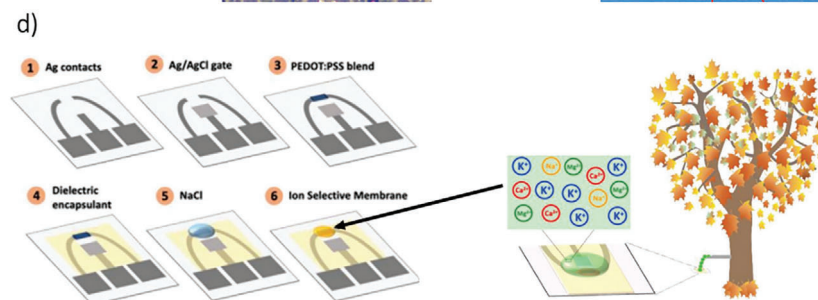 d)
1 Ag contacts
2 Ag/AgCl gate
3 PEDOT:PSS blend
4 Dielectric
encapsulant
5 NaCl
6 Ion Selective Membrane
K⁺ Na⁺ Mg²⁺ K⁺
Ca²⁺
Ca²⁺ K⁺ K⁺ Mg²⁺
Na⁺
Mg²⁺ Ca²⁺ K⁺ K⁺